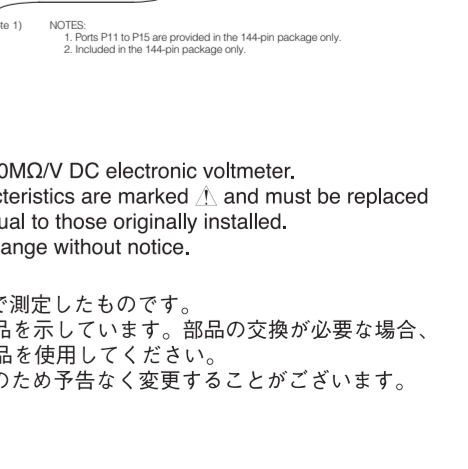 te 1) NOTES:
1. Ports P11 to P15 are provided in the 144-pin package only.
2. Included in the 144-pin package only.
0MΩ/V DC electronic voltmeter.
cteristics are marked ⚠ and must be replaced
ual to those originally installed.
ange without notice.
で測定したものです。
品を示しています。部品の交換が必要な場合、
品を使用してください。
のため予告なく変更することがございます。